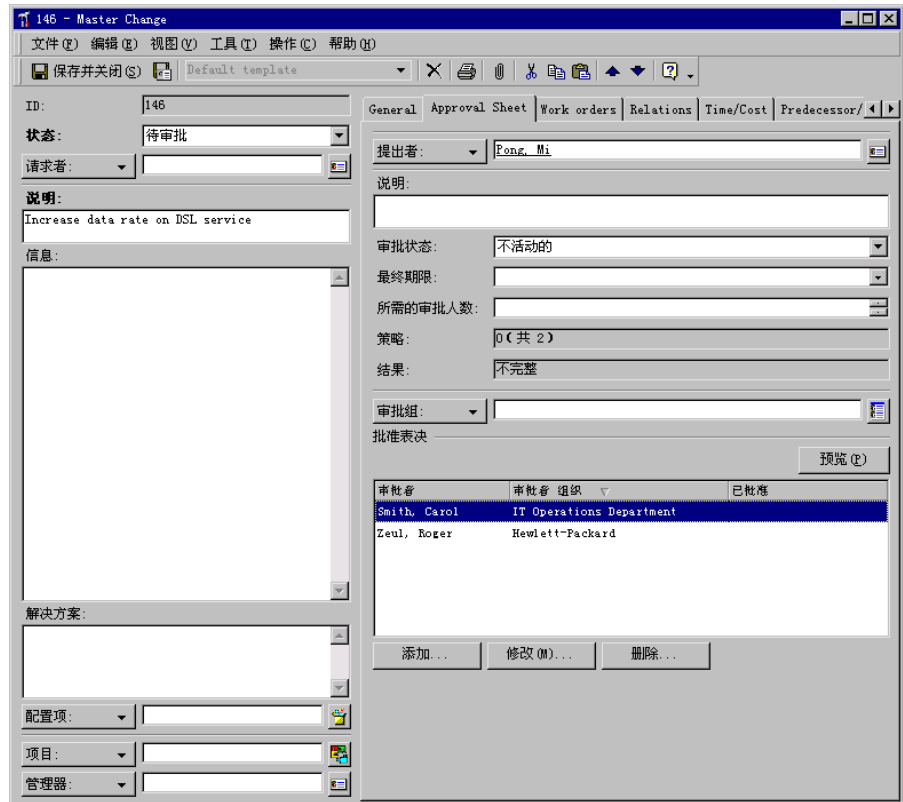 146 - Master Change
文件(F) 编辑(E) 视图(V) 工具(T) 操作(C) 帮助(H)
保存并关闭(S) Default template
ID: 146
状态: 待审批
请求者:
说明:
Increase data rate on DSL service
信息:
解决方案:
配置项:
项目:
管理器:
General Approval Sheet Work orders Relations Time/Cost Predecessor/
提出者: Pong, Mi
说明:
审批状态: 不活动的
最终期限:
所需的审批人数:
策略: 0(共 2)
结果: 不完整
审批组:
批准表决
预览(P)
审批者 审批者 组织 已批准
Smith, Carol IT Operations Department
Zeul, Roger Hewlett-Packard
添加... 修改(M)... 删除...